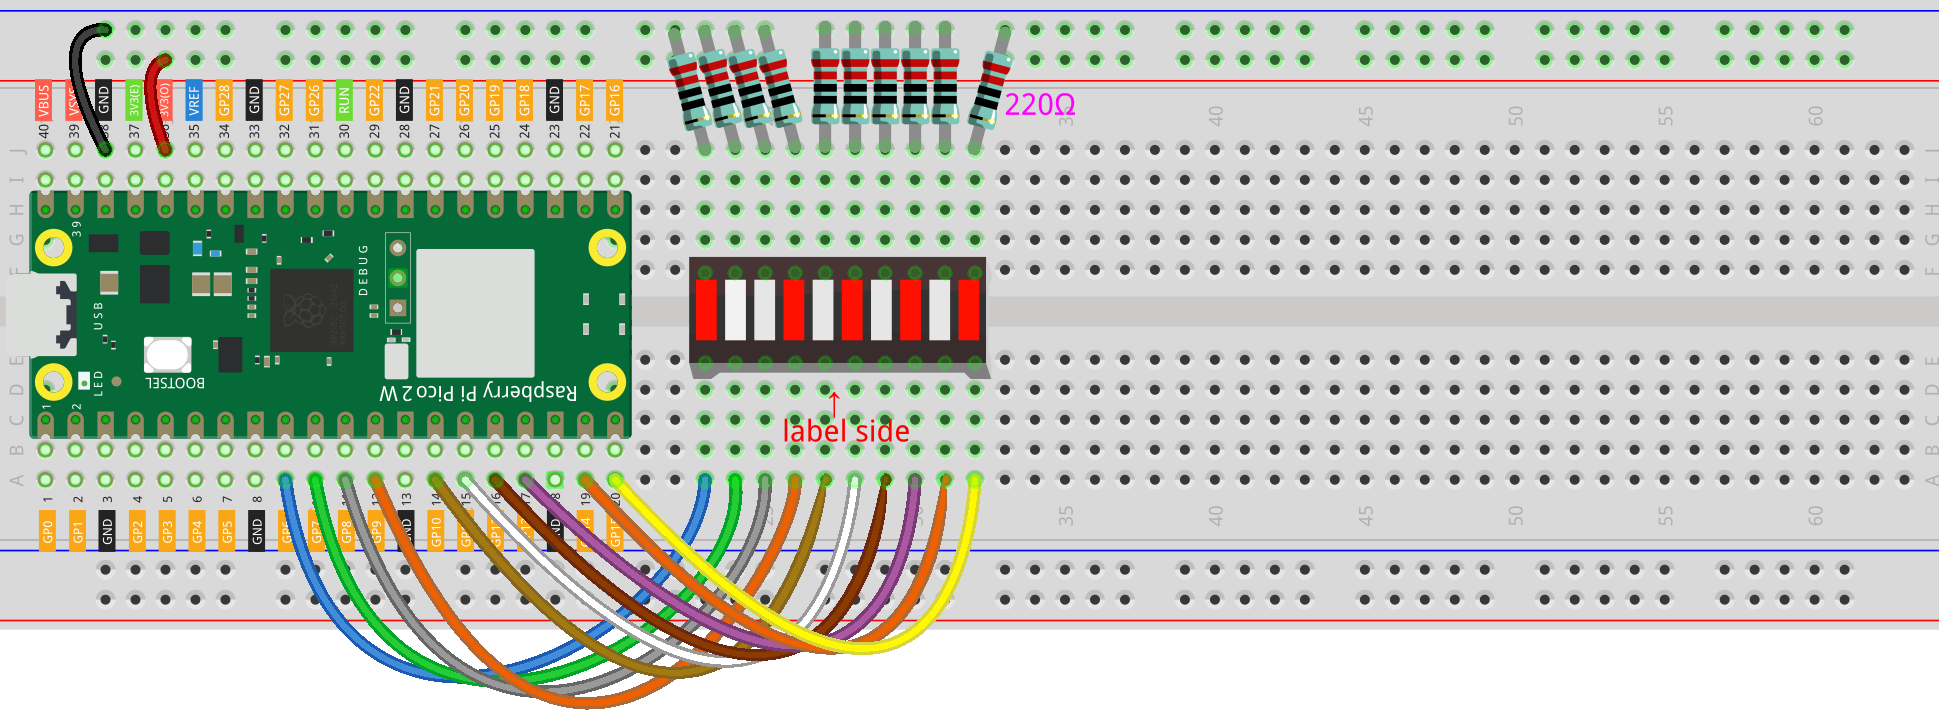 VBUS
VSYS
GND
3V3(E)
3V3(O)
VREF
GP28
GND
GP27
GP26
RUN
GP22
GND
GP21
GP20
GP19
GP18
GND
GP17
GP16
40
39
38
37
36
35
34
33
32
31
30
29
28
27
26
25
24
23
22
21
220Ω
35
40
45
50
55
60
J
I
H
G
F
J
I
H
G
F
39
DEBUG
USB
BOOTSEL
LED
Raspberry Pi Pico 2 W
1
2
label side
E
D
C
B
A
E
D
C
B
A
1
2
3
4
5
6
7
8
13
14
15
16
17
18
19
20
25
30
35
40
45
50
55
60
GP0
GP1
GND
GP2
GP3
GP4
GP5
GND
GP6
GP7
GP8
GP9
GND
GP10